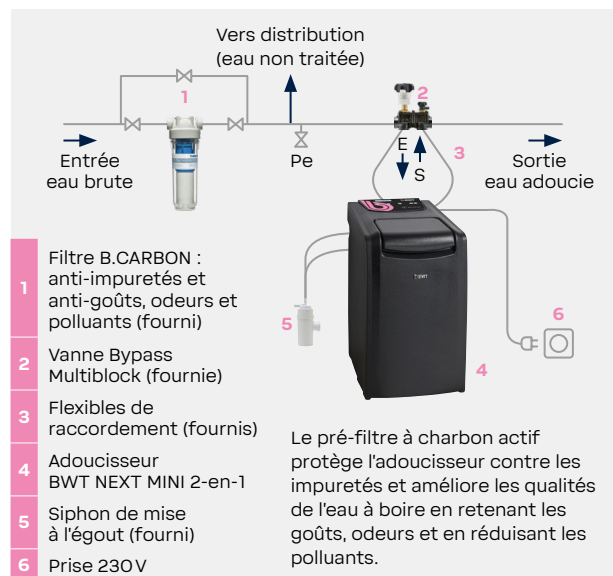 Vers distribution
(eau non traitée)
1
2
Entrée
eau brute
Pe
E
S
3
Sortie
eau adoucie
BWT
5
6
4
1 Filtre B.CARBON :
anti-impuretés et
anti-goûts, odeurs et
polluants (fourni)
2 Vanne Bypass
Multiblock (fournie)
3 Flexibles de
raccordement (fournis)
4 Adoucisseur
BWT NEXT MINI 2-en-1
5 Siphon de mise
à l'égout (fourni)
6 Prise 230 V
Le pré-filtre à charbon actif
protège l'adoucisseur contre les
impuretés et améliore les qualités
de l'eau à boire en retenant les
goûts, odeurs et en réduisant les
polluants.